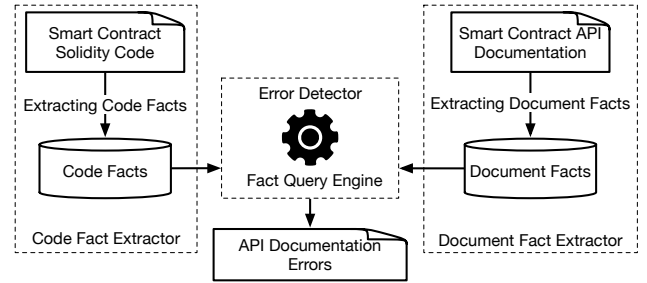 Smart Contract
Solidity Code
Extracting Code Facts
Code Facts
Code Fact Extractor
Error Detector
Fact Query Engine
API Documentation
Errors
Smart Contract API
Documentation
Extracting Document Facts
Document Facts
Document Fact Extractor